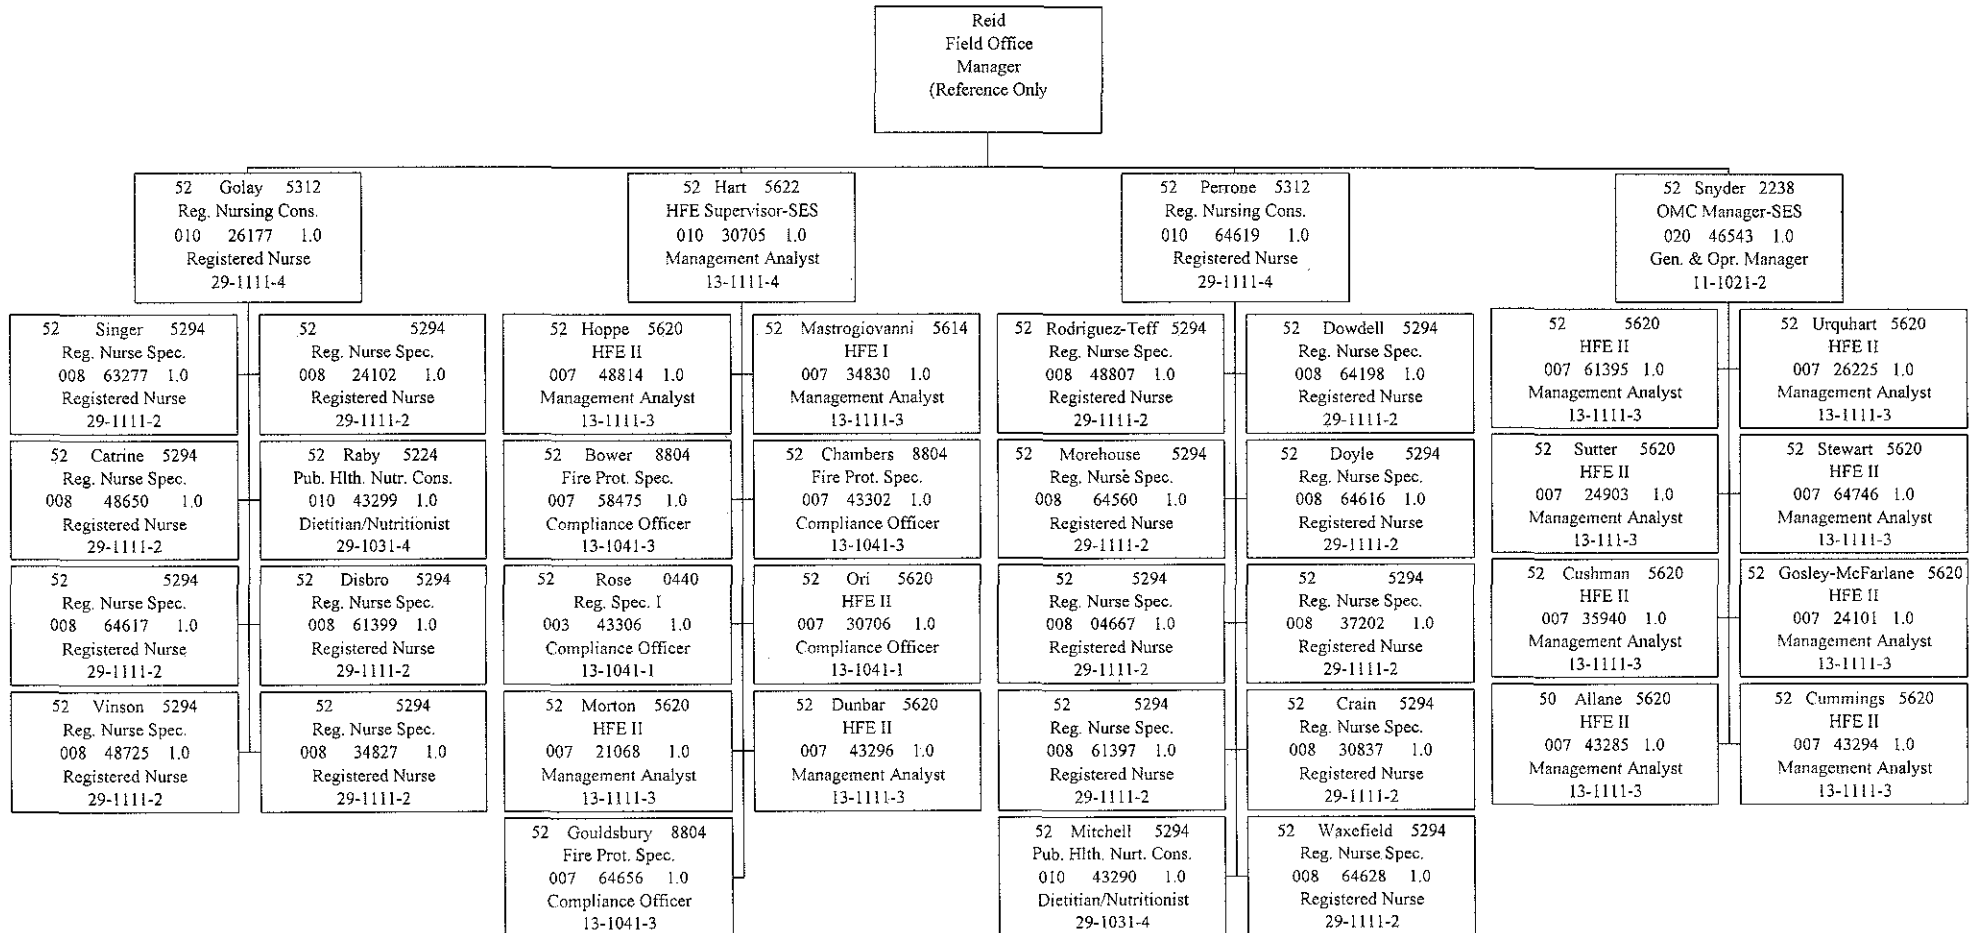 Reid
Field Office
Manager
(Reference Only
52 Golay 5312
Reg. Nursing Cons.
010 26177 1.0
Registered Nurse
29-1111-4
52 Hart 5622
HFE Supervisor-SES
010 30705 1.0
Management Analyst
13-1111-4
52 Perrone 5312
Reg. Nursing Cons.
010 64619 1.0
Registered Nurse
29-1111-4
52 Snyder 2238
OMC Manager-SES
020 46543 1.0
Gen. & Opr. Manager
11-1021-2
52 Singer 5294
Reg. Nurse Spec.
008 63277 1.0
Registered Nurse
29-1111-2
52 5294
Reg. Nurse Spec.
008 24102 1.0
Registered Nurse
29-1111-2
52 Catrine 5294
Reg. Nurse Spec.
008 48650 1.0
Registered Nurse
29-1111-2
52 Raby 5224
Pub. Hlth. Nutr. Cons.
010 43299 1.0
Dietitian/Nutritionist
29-1031-4
52 5294
Reg. Nurse Spec.
008 64617 1.0
Registered Nurse
29-1111-2
52 Disbro 5294
Reg. Nurse Spec.
008 61399 1.0
Registered Nurse
29-1111-2
52 Vinson 5294
Reg. Nurse Spec.
008 48725 1.0
Registered Nurse
29-1111-2
52 5294
Reg. Nurse Spec.
008 34827 1.0
Registered Nurse
29-1111-2
52 Hoppe 5620
HFE II
007 48814 1.0
Management Analyst
13-1111-3
52 Mastrogiovanni 5614
HFE I
007 34830 1.0
Management Analyst
13-1111-3
52 Bower 8804
Fire Prot. Spec.
007 58475 1.0
Compliance Officer
13-1041-3
52 Chambers 8804
Fire Prot. Spec.
007 43302 1.0
Compliance Officer
13-1041-3
52 Rose 0440
Reg. Spec. I
003 43306 1.0
Compliance Officer
13-1041-1
52 Ori 5620
HFE II
007 30706 1.0
Compliance Officer
13-1041-1
52 Morton 5620
HFE II
007 21068 1.0
Management Analyst
13-1111-3
52 Dunbar 5620
HFE II
007 43296 1.0
Management Analyst
13-1111-3
52 Gouldsbury 8804
Fire Prot. Spec.
007 64656 1.0
Compliance Officer
13-1041-3
52 Rodriguez-Teff 5294
Reg. Nurse Spec.
008 48807 1.0
Registered Nurse
29-1111-2
52 Dowdell 5294
Reg. Nurse Spec.
008 64198 1.0
Registered Nurse
29-1111-2
52 Morehouse 5294
Reg. Nurse Spec.
008 64560 1.0
Registered Nurse
29-1111-2
52 Doyle 5294
Reg. Nurse Spec.
008 64616 1.0
Registered Nurse
29-1111-2
52 5294
Reg. Nurse Spec.
008 04667 1.0
Registered Nurse
29-1111-2
52 5294
Reg. Nurse Spec.
008 37202 1.0
Registered Nurse
29-1111-2
52 5294
Reg. Nurse Spec.
008 61397 1.0
Registered Nurse
29-1111-2
52 Crain 5294
Reg. Nurse Spec.
008 30837 1.0
Registered Nurse
29-1111-2
52 Mitchell 5294
Pub. Hlth. Nurt. Cons.
010 43290 1.0
Dietitian/Nutritionist
29-1031-4
52 Waxefield 5294
Reg. Nurse Spec.
008 64628 1.0
Registered Nurse
29-1111-2
52 5620
HFE II
007 61395 1.0
Management Analyst
13-1111-3
52 Urquhart 5620
HFE II
007 26225 1.0
Management Analyst
13-1111-3
52 Sutter 5620
HFE II
007 24903 1.0
Management Analyst
13-111-3
52 Stewart 5620
HFE II
007 64746 1.0
Management Analyst
13-1111-3
52 Cushman 5620
HFE II
007 35940 1.0
Management Analyst
13-1111-3
52 Gosley-McFarlane 5620
HFE II
007 24101 1.0
Management Analyst
13-1111-3
50 Allane 5620
HFE II
007 43285 1.0
Management Analyst
13-1111-3
52 Cummings 5620
HFE II
007 43294 1.0
Management Analyst
13-1111-3